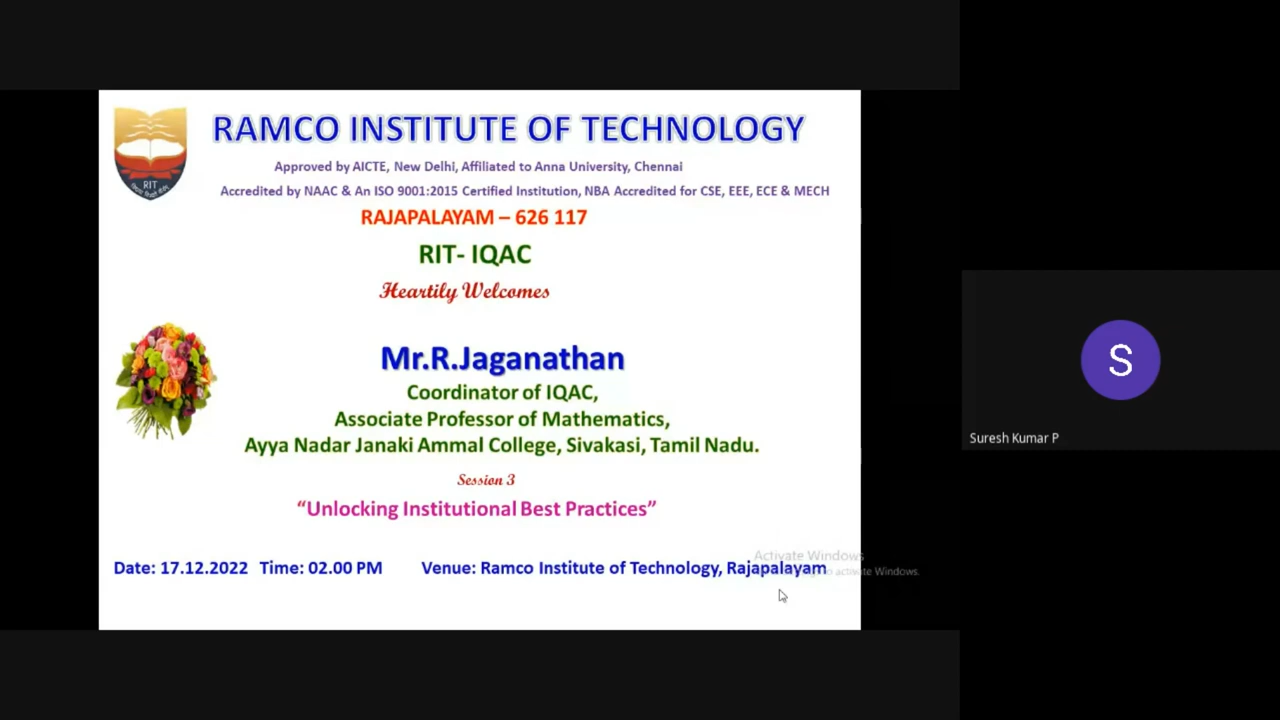 RAMCO INSTITUTE OF TECHNOLOGY
Approved by AICTE, New Delhi, Affiliated to Anna University, Chennai
Accredited by NAAC & An ISO 9001:2015 Certified Institution, NBA Accredited for CSE, EEE, ECE & MECH
RIT
RAJAPALAYAM – 626 117
RIT- IQAC
Heartily Welcomes
Mr.R.Jaganathan
Coordinator of IQAC,
Associate Professor of Mathematics,
Ayya Nadar Janaki Ammal College, Sivakasi, Tamil Nadu.
Session 3
“Unlocking Institutional Best Practices”
Date: 17.12.2022 Time: 02.00 PM Venue: Ramco Institute of Technology, Rajapalayam
Activate Windows
activate Windows.
S
Suresh Kumar P